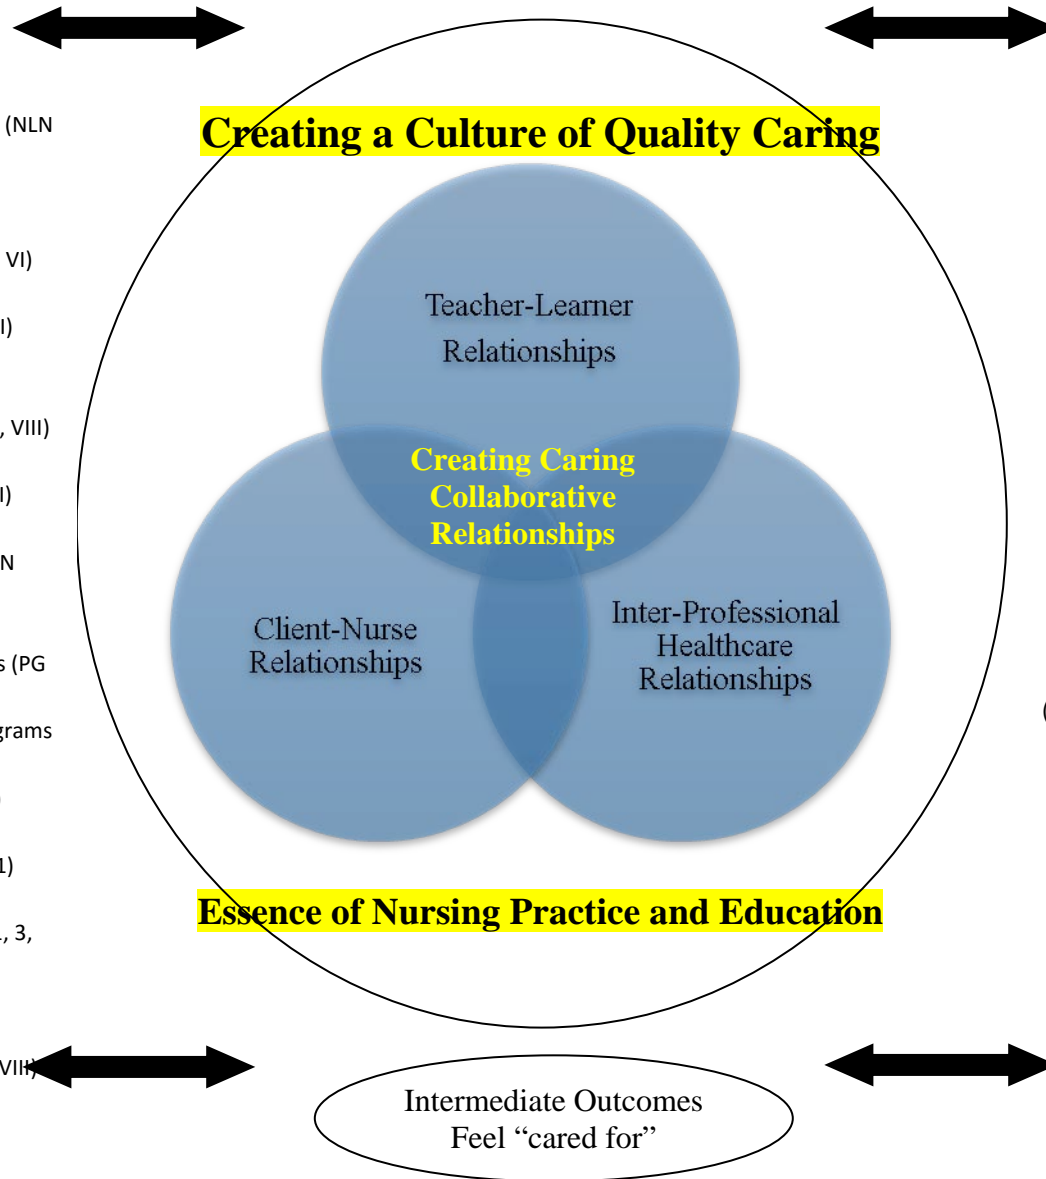 (NLN
Creating a Culture of Quality Caring
VI)
Teacher-Learner
Relationships
I)
, VIII)
Creating Caring
Collaborative
Relationships
I)
N
Client-Nurse
Relationships
Inter-Professional
Healthcare
Relationships
s (PG
grams
(
)
1)
Essence of Nursing Practice and Education
, 3,
VIII)
Intermediate Outcomes
Feel “cared for”